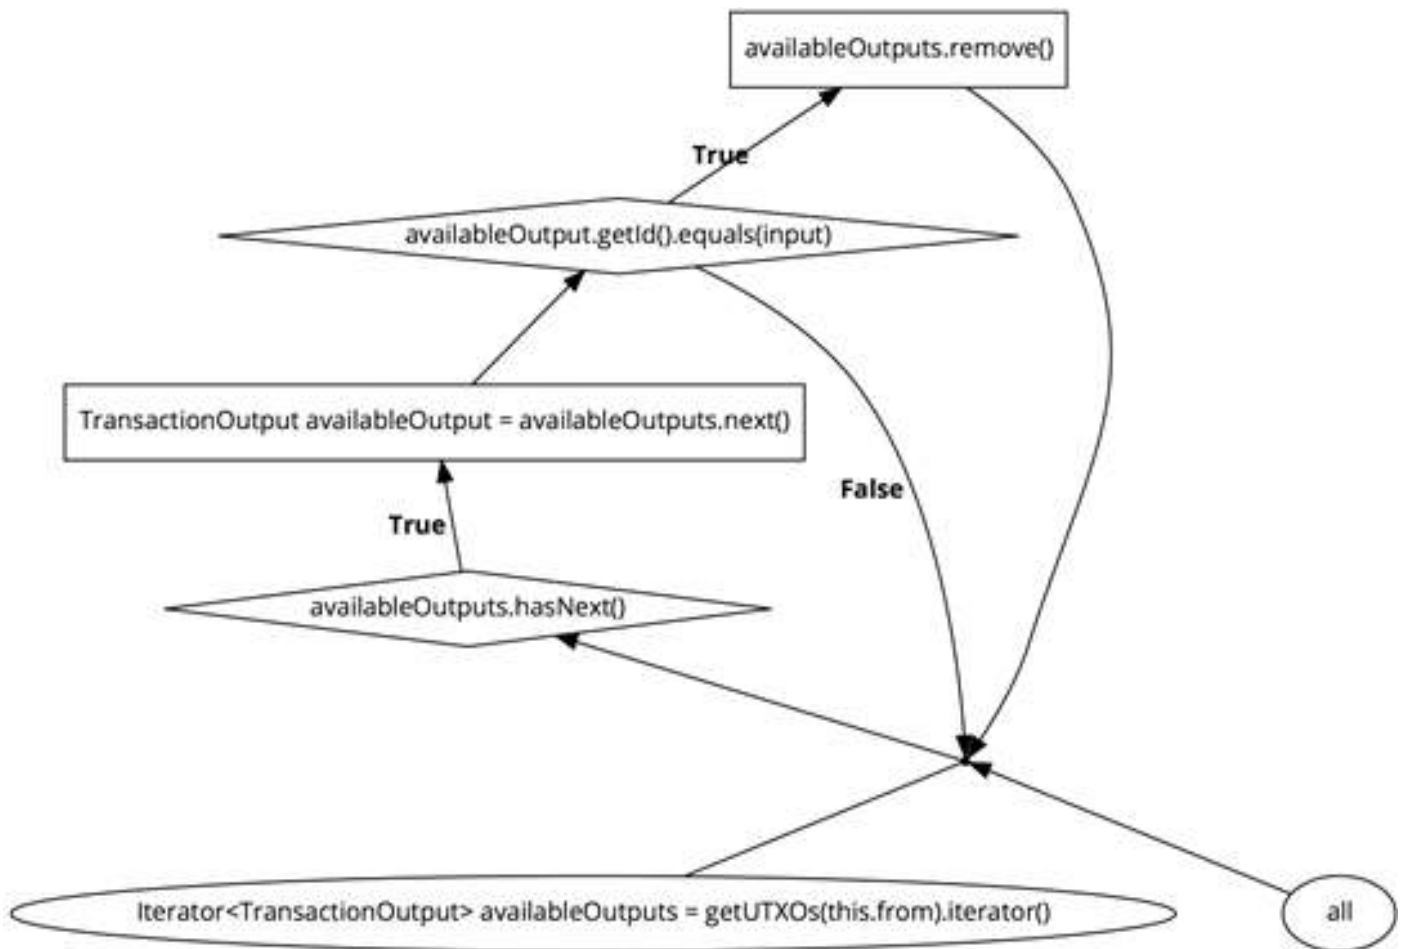 availableOutputs.remove()
True
availableOutput.getId().equals(input)
TransactionOutput availableOutput = availableOutputs.next()
False
True
availableOutputs.hasNext()
Iterator<TransactionOutput> availableOutputs = getUTXOs(this.from).iterator()
all